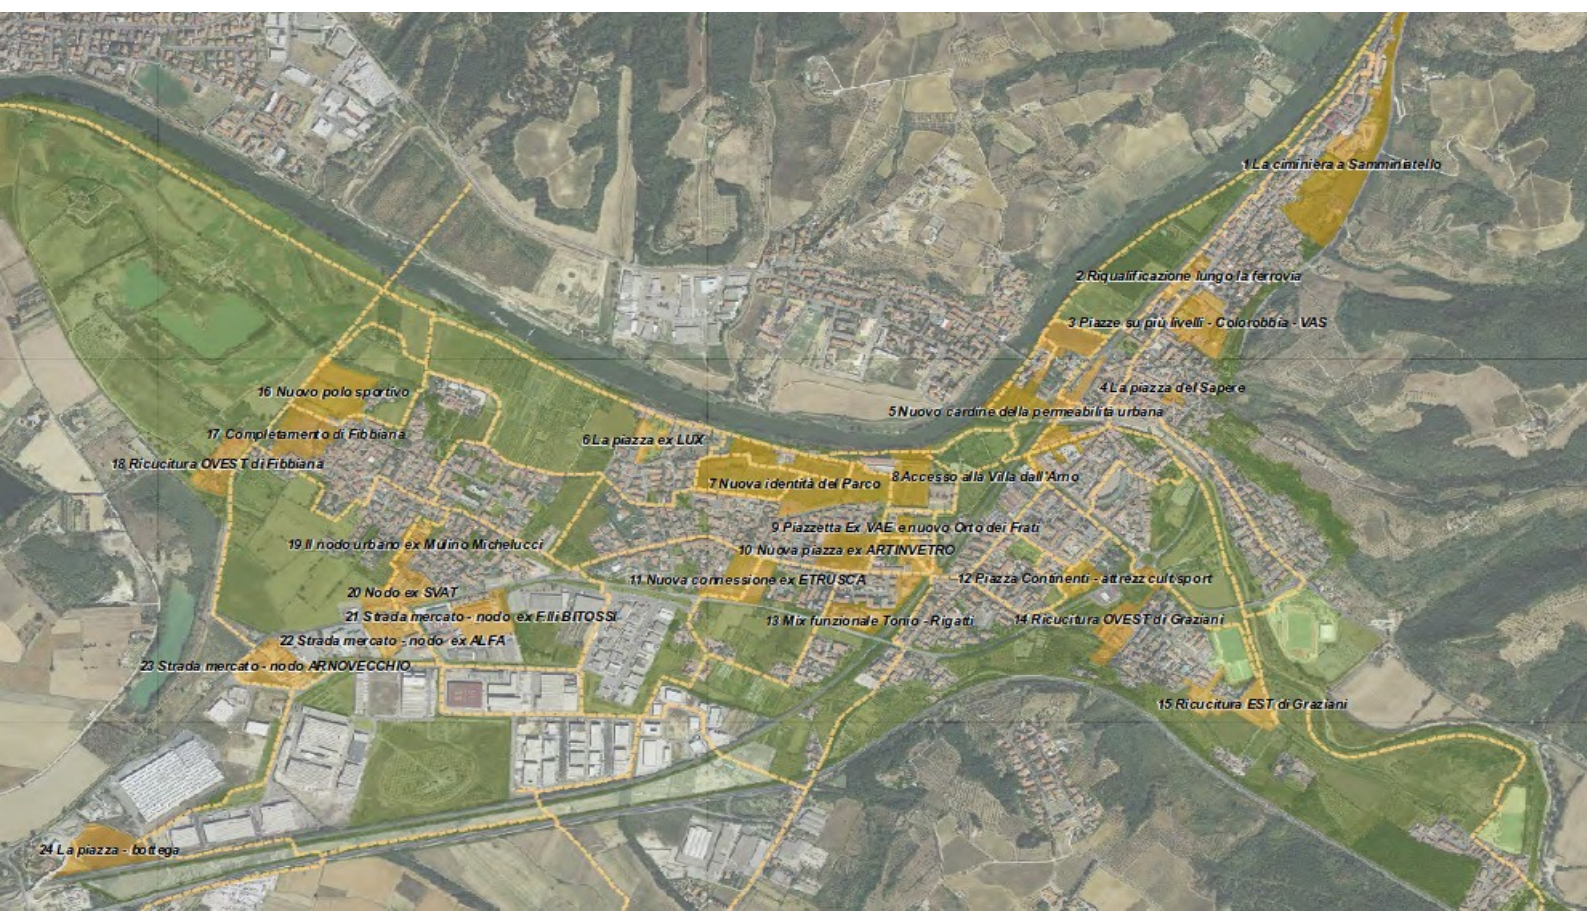 1 La ciminiera a Samminiatello
2 Riqualificazione lungo la ferrovia
3 Piazze su più livelli - Colorobbia - VAS
4 La piazza del Sapere
5 Nuovo cardine della permeabilità urbana
16 Nuovo polo sportivo
17 Completamento di Fibbiana
6 La piazza ex LUX
18 Ricucitura OVEST di Fibbiana
7 Nuova identità del Parco
8 Accesso alla Villa dall'Arno
9 Piazzetta Ex VAE e nuovo Orto dei Frati
19 Il nodo urbano ex Mulino Michelucci
10 Nuova piazza ex ARTINVETRO
11 Nuova connessione ex ETRUSCA
12 Piazza Continenti - attrezz cult sport
20 Nodo ex SVAT
21 Strada mercato - nodo ex F.lli BITOSSI
13 Mix funzionale Tonio - Rigatti
14 Ricucitura OVEST di Graziani
22 Strada mercato - nodo ex ALFA
23 Strada mercato - nodo ARNOVECCHIO
15 Ricucitura EST di Graziani
24 La piazza - bottega